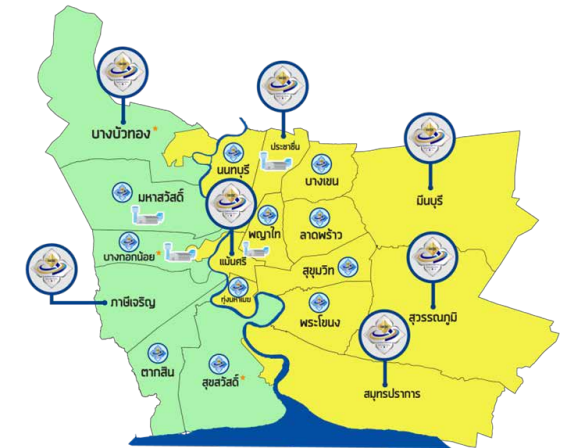 บางบัวทอง*
ประชาชื่น
นนทบุรี
บางเขน
มหาสวัสดิ์
มีนบุรี
พญาไท
ลาดพร้าว
บางกอกน้อย*
แม้นศรี
สุขุมวิท
ทุ่งมหาเมฆ
ภาษีเจริญ
พระโขนง
สุวรรณภูมิ
ตากสิน
สุขสวัสดิ์*
สมุทรปราการ